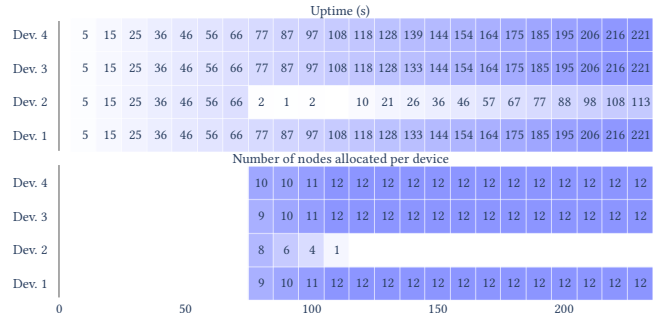 Uptime (s)
Dev. 4 5 15 25 36 46 56 66 77 87 97 108 118 128 139 144 154 164 175 185 195 206 216 221
Dev. 3 5 15 25 36 46 56 66 77 87 97 108 118 128 133 144 154 164 175 185 195 206 216 221
Dev. 2 5 15 25 36 46 56 66 2 1 2 10 21 26 36 46 57 67 77 88 98 108 113
Dev. 1 5 15 25 36 46 56 66 77 87 97 108 118 128 133 144 154 164 175 185 195 206 216 221
Number of nodes allocated per device
Dev. 4 10 10 11 12 12 12 12 12 12 12 12 12 12 12 12 12
Dev. 3 9 10 11 12 12 12 12 12 12 12 12 12 12 12 12 12
Dev. 2 8 6 4 1
Dev. 1 9 10 11 12 12 12 12 12 12 12 12 12 12 12 12 12
0 50 100 150 200